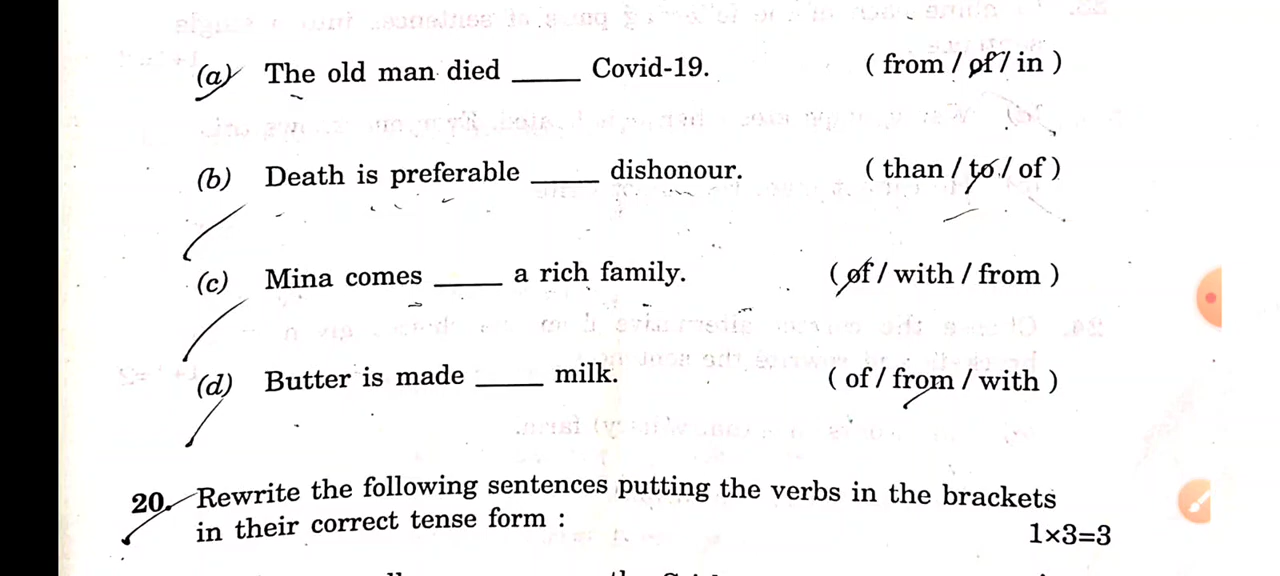 (a) The old man died _____ Covid-19. ( from / of / in )
(b) Death is preferable _____ dishonour. ( than / to / of )
(c) Mina comes _____ a rich family. ( of / with / from )
(d) Butter is made _____ milk. ( of / from / with )
20. Rewrite the following sentences putting the verbs in the brackets
in their correct tense form : 1×3=3